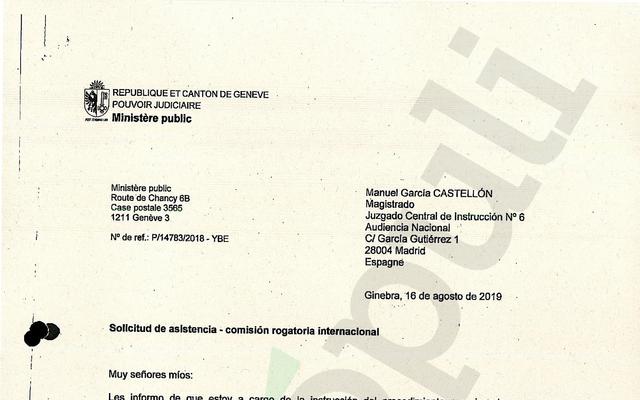 REPUBLIQUE ET CANTON DE GENEVE
POUVOIR JUDICIAIRE
Ministère public
Ministère public
Route de Chancy 6B
Case postale 3565
1211 Genève 3
Nº de ref.: P/14783/2018 - YBE
Manuel García CASTELLÓN
Magistrado
Juzgado Central de Instrucción Nº 6
Audiencia Nacional
C/ García Gutiérrez 1
28004 Madrid
Espagne
Ginebra, 16 de agosto de 2019
Solicitud de asistencia - comisión rogatoria internacional
Muy señores míos:
Les informo de que estoy a cargo de la instrucción del procedimiento